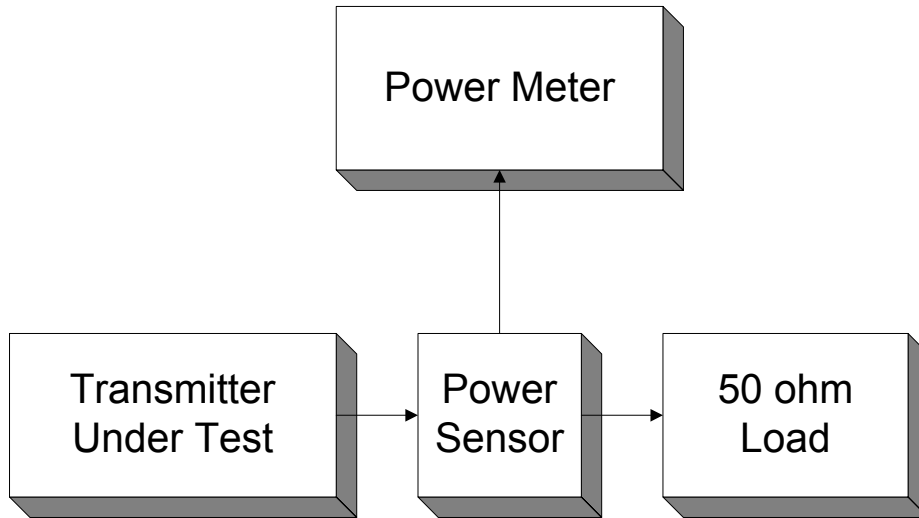 Power Meter
Transmitter
Under Test
Power
Sensor
50 ohm
Load